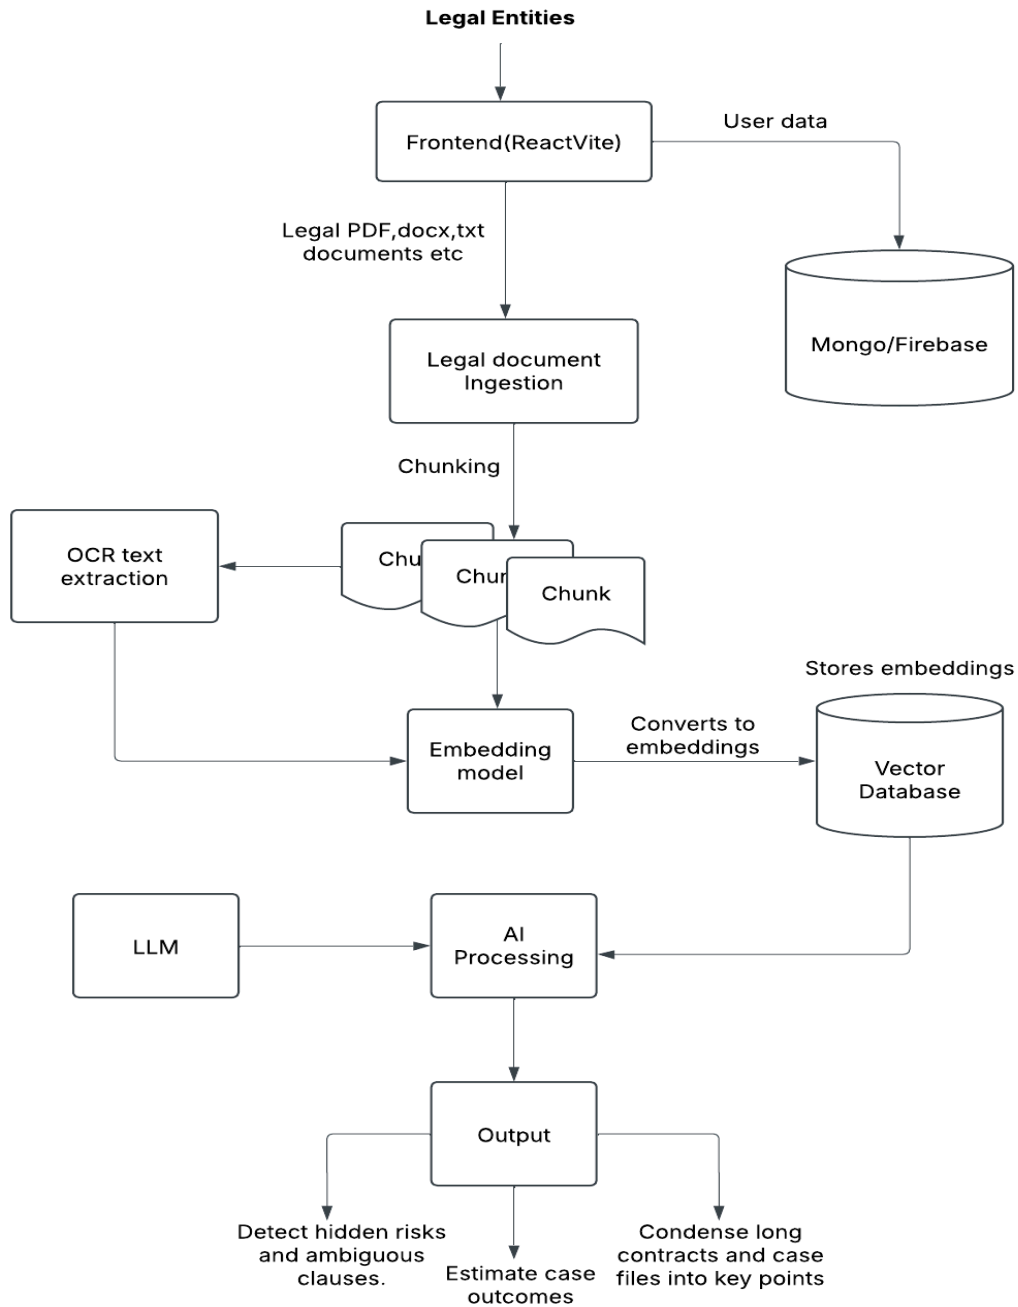 Legal Entities
Frontend(ReactVite)
User data
Legal PDF,docx,txt
documents etc
Mongo/Firebase
Legal document
Ingestion
Chunking
OCR text
extraction
Chu
Chun
Chunk
Stores embeddings
Embedding
model
Converts to
embeddings
Vector
Database
LLM
AI
Processing
Output
Detect hidden risks
and ambiguous
clauses.
Estimate case
outcomes
Condense long
contracts and case
files into key points